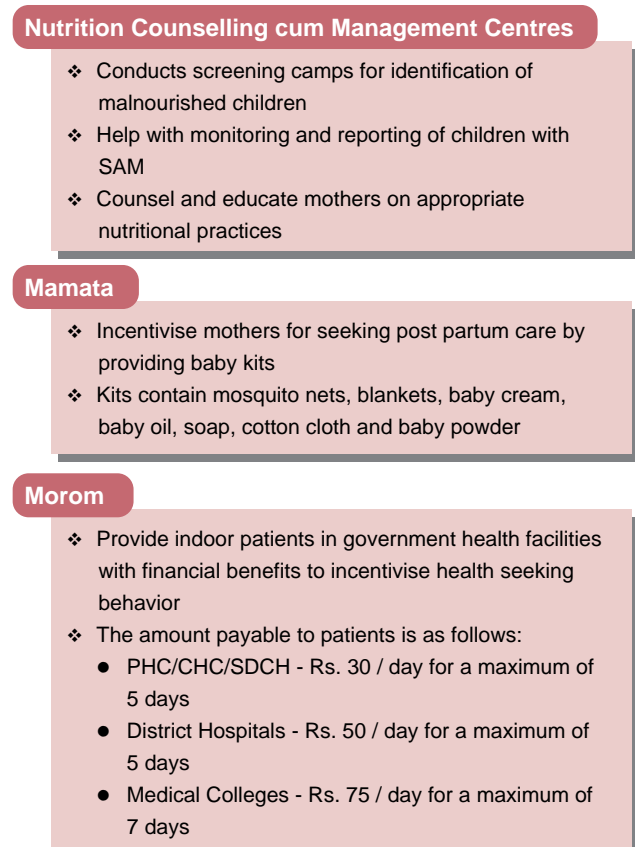 Nutrition Counselling cum Management Centres
❖ Conducts screening camps for identification of
malnourished children
❖ Help with monitoring and reporting of children with
SAM
❖ Counsel and educate mothers on appropriate
nutritional practices
Mamata
❖ Incentivise mothers for seeking post partum care by
providing baby kits
❖ Kits contain mosquito nets, blankets, baby cream,
baby oil, soap, cotton cloth and baby powder
Morom
❖ Provide indoor patients in government health facilities
with financial benefits to incentivise health seeking
behavior
❖ The amount payable to patients is as follows:
● PHC/CHC/SDCH - Rs. 30 / day for a maximum of
5 days
● District Hospitals - Rs. 50 / day for a maximum of
5 days
● Medical Colleges - Rs. 75 / day for a maximum of
7 days